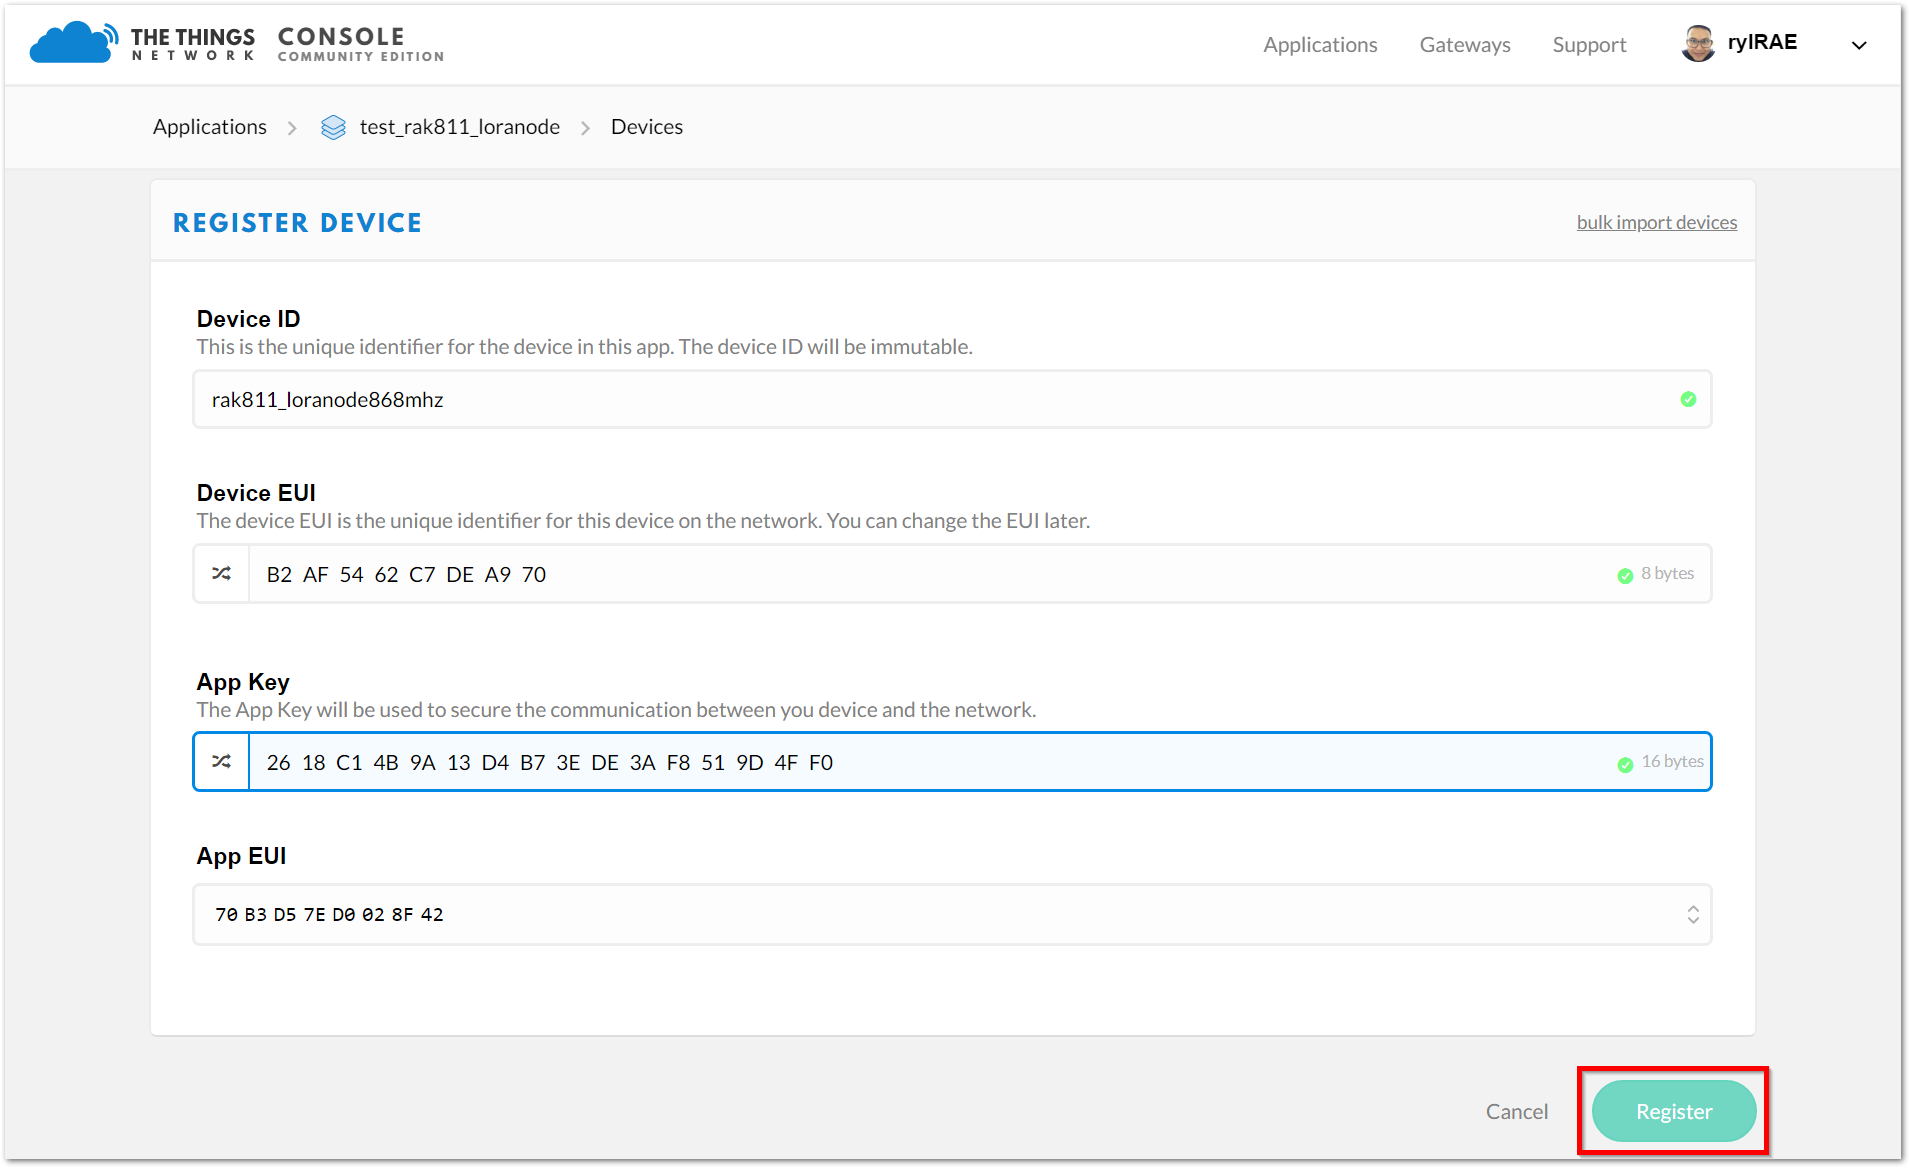 THE THINGS
NETWORK
CONSOLE
COMMUNITY EDITION
Applications
Gateways
Support
ryIRAE
Applications
test_rak811_loranode
Devices
REGISTER DEVICE
bulk import devices
Device ID
This is the unique identifier for the device in this app. The device ID will be immutable.
rak811_loranode868mhz
Device EUI
The device EUI is the unique identifier for this device on the network. You can change the EUI later.
B2 AF 54 62 C7 DE A9 70
8 bytes
App Key
The App Key will be used to secure the communication between you device and the network.
26 18 C1 4B 9A 13 D4 B7 3E DE 3A F8 51 9D 4F F0
16 bytes
App EUI
70 B3 D5 7E D0 02 8F 42
Cancel
Register